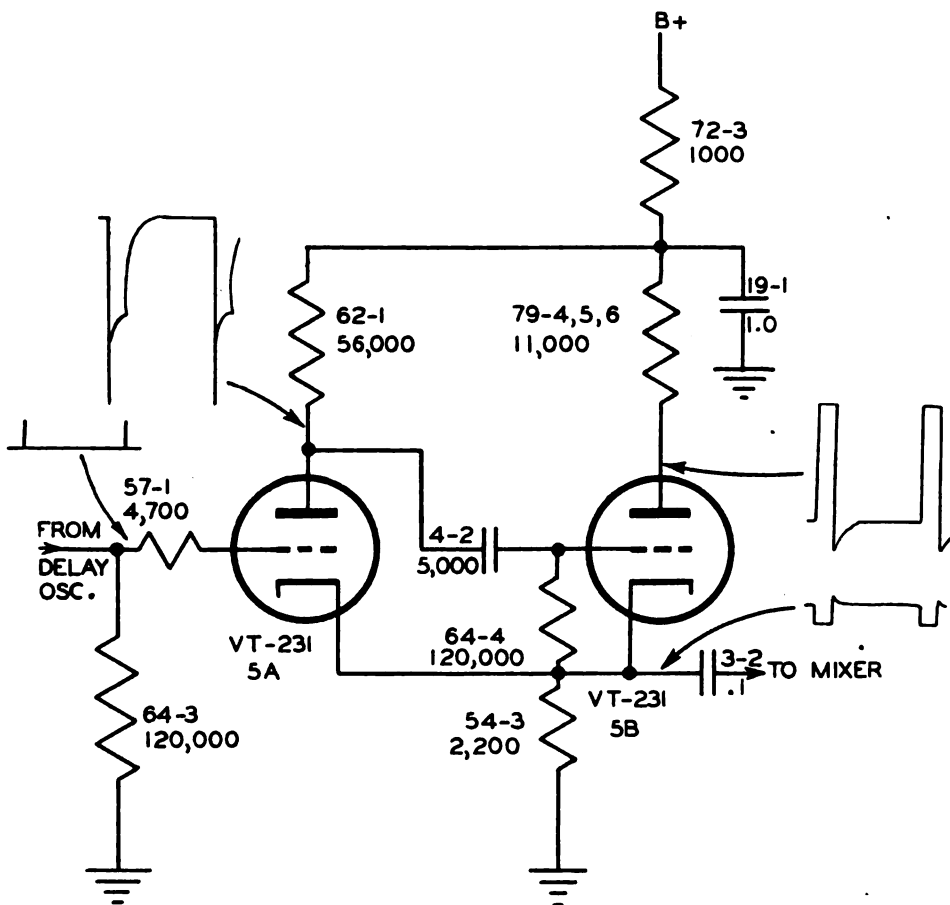 B+
72-3
1000
19-1
1.0
62-1
56,000
79-4,5,6
11,000
57-1
4,700
FROM
DELAY
OSC.
4-2
5,000
VT-231
5A
64-4
120,000
3-2
.1
TO MIXER
VT-231
5B
64-3
120,000
54-3
2,200